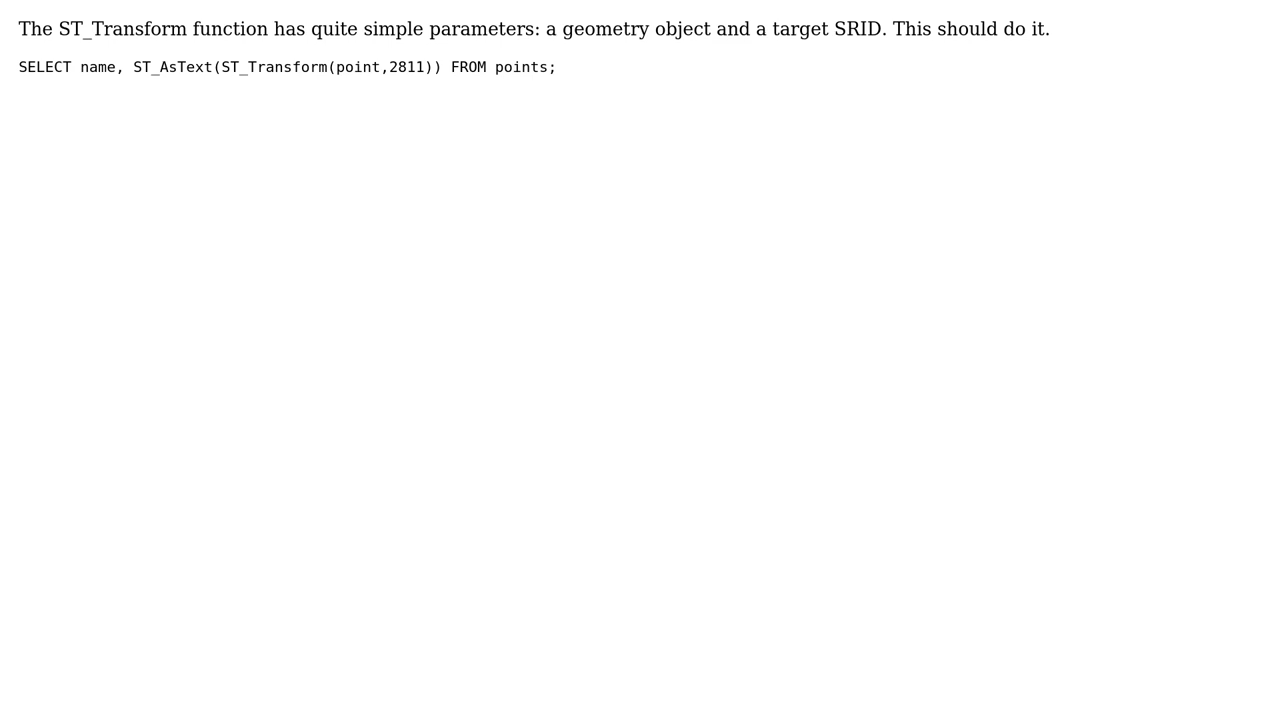 The ST_Transform function has quite simple parameters: a geometry object and a target SRID. This should do it.
SELECT name, ST_AsText(ST_Transform(point,2811)) FROM points;